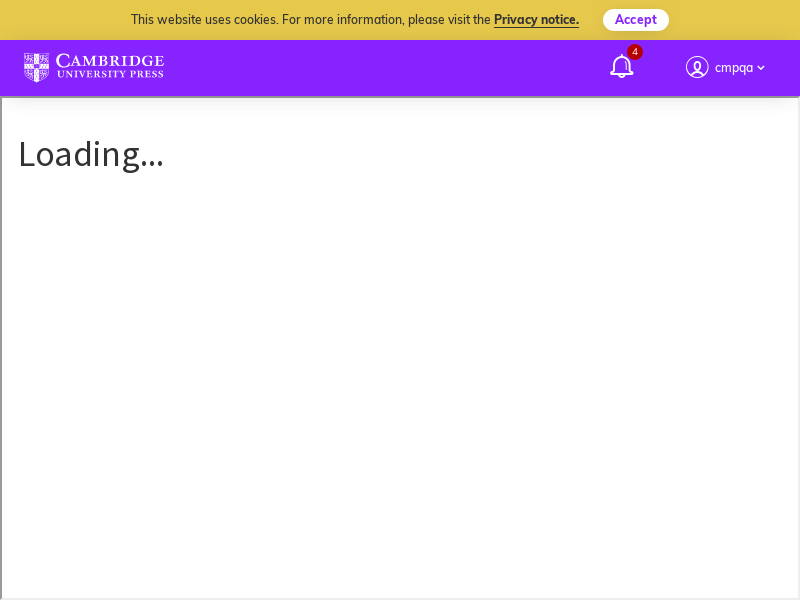 This website uses cookies. For more information, please visit the Privacy notice.
Accept
CAMBRIDGE
UNIVERSITY PRESS
4
cmpqa
Loading...